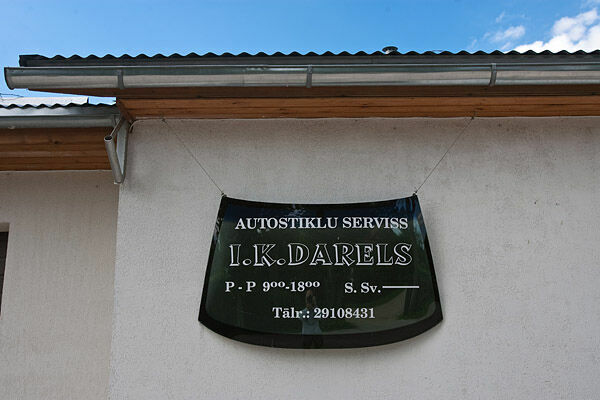 AUTOSTIKLU SERVISS
I.K.DARELS
P - P 9⁰⁰-18⁰⁰ S. Sv.——
Tālr.: 29108431